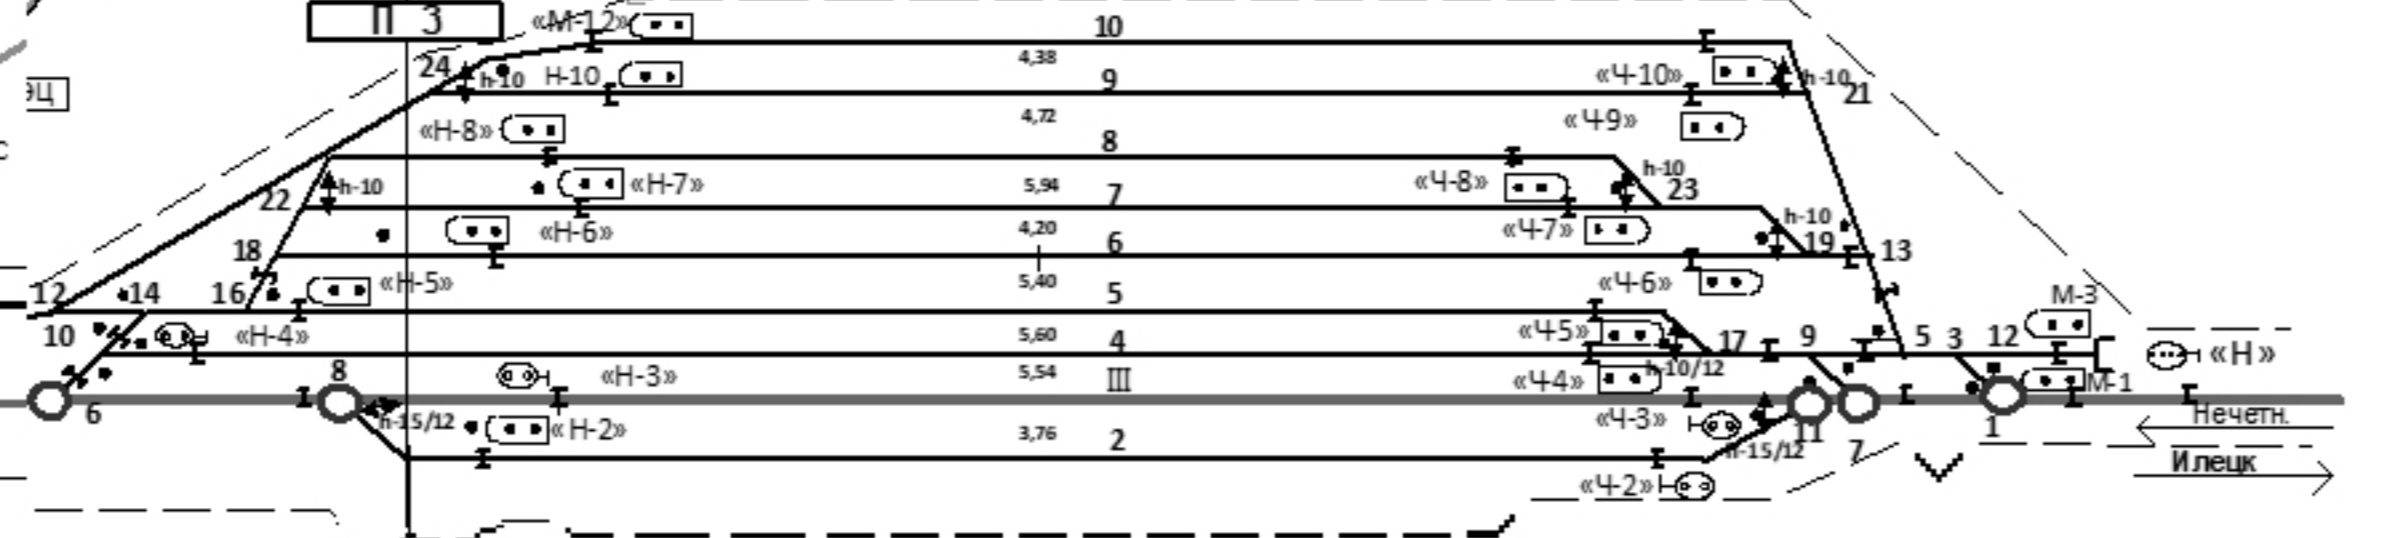 П 3
«М-12»
10
24
h-10
Н-10
4,38
9
«Ч-10»
h-10
21
ЭЦ
«Н-8»
4,72
8
«Ч9»
с
h-10
22
«Н-7»
5,94
7
«Ч-8»
h-10
23
18
«Н-6»
4,20
6
«Ч-7»
h-10
19
13
12
14
16
«Н-5»
5,40
5
«Ч-6»
М-3
10
«Н-4»
5,60
4
«Ч5»
17
9
5
3
12
«Н»
8
«Н-3»
5,54
III
«Ч4»
h-10/12
М-1
6
h-15/12
«Н-2»
3,76
2
«Ч-3»
h-15/12
11
7
1
Нечетн.
Илецк
«Ч-2»